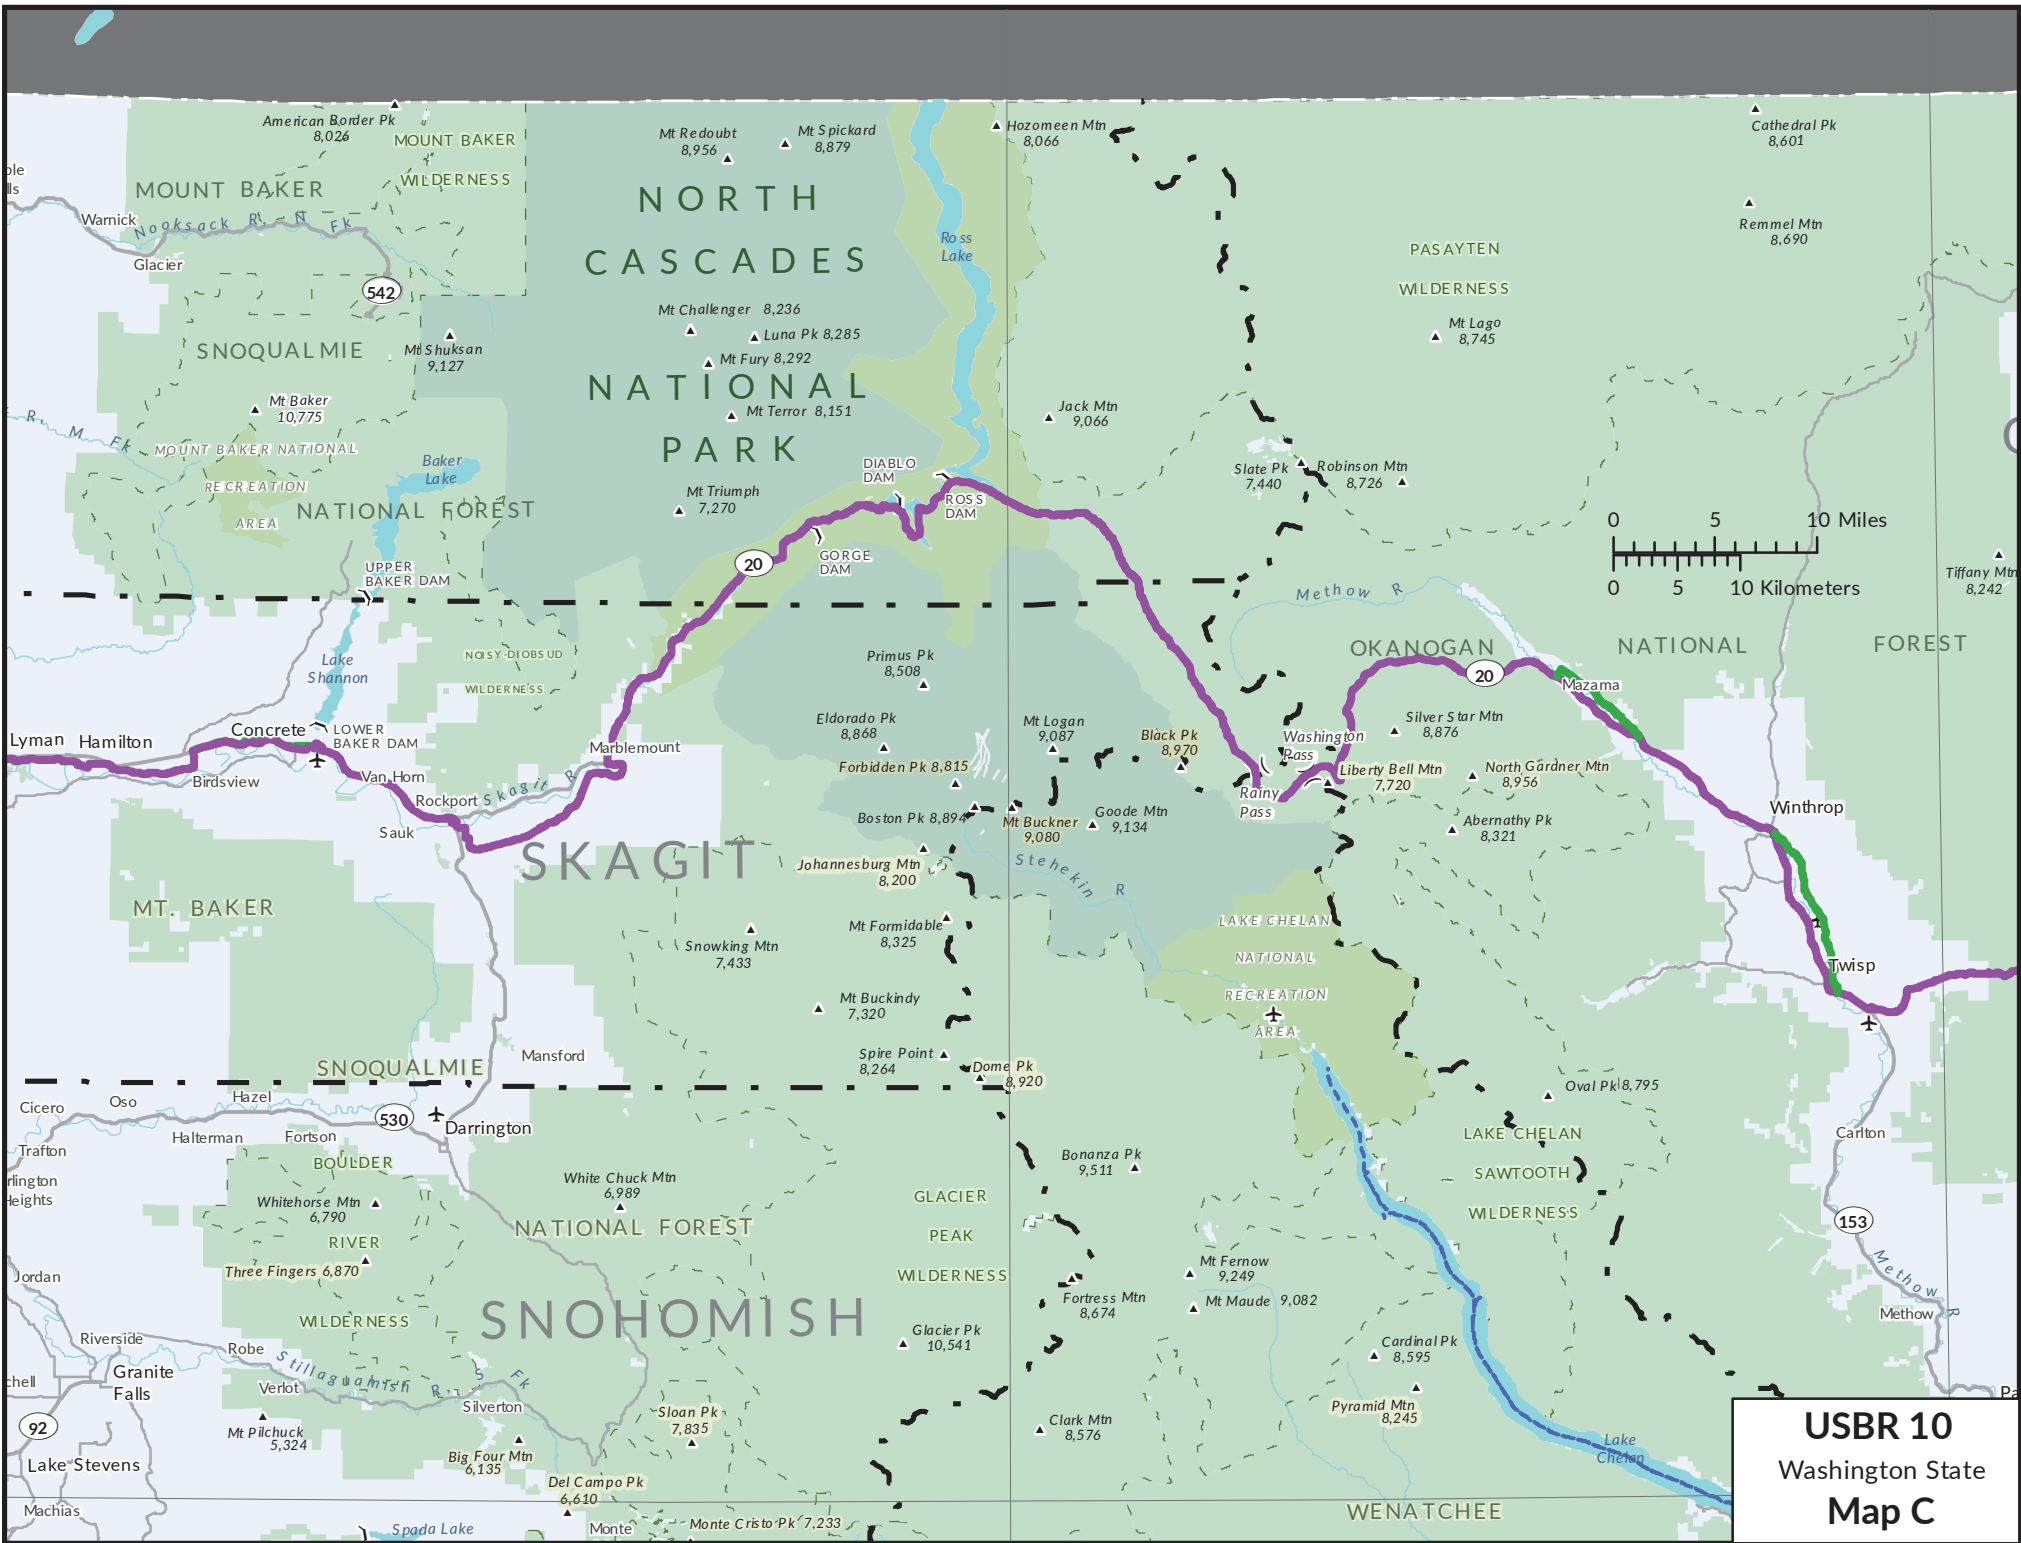 American Border Pk
8,026
MOUNT BAKER
WILDERNESS
Mt Redoubt
8,956
Mt Spickard
8,879
Hozomeen Mtn
8,066
Cathedral Pk
8,601
Remmel Mtn
8,690
MOUNT BAKER
Warnick
Nooksack R, N Fk
Glacier
542
NORTH
CASCADES
NATIONAL
PARK
Ross
Lake
PASAYTEN
WILDERNESS
Mt Lago
8,745
SNOQUALMIE
Mt Shuksan
9,127
Mt Challenger 8,236
Luna Pk 8,285
Mt Fury 8,292
Mt Terror 8,151
Mt Baker
10,775
R, M Fk
MOUNT BAKER NATIONAL
RECREATION
AREA
NATIONAL FOREST
Baker
Lake
Jack Mtn
9,066
Slate Pk
7,440
Robinson Mtn
8,726
Mt Triumph
7,270
DIABLO
DAM
ROSS
DAM
GORGE
DAM
20
UPPER
BAKER DAM
0 5 10 Miles
0 5 10 Kilometers
Tiffany Mtn
8,242
Methow R
OKANOGAN NATIONAL FOREST
20
Mazama
NOISY-DIOBSUD
WILDERNESS
Lake
Shannon
Primus Pk
8,508
Eldorado Pk
8,868
Mt Logan
9,087
Black Pk
8,970
Forbidden Pk 8,815
Boston Pk 8,894
Mt Buckner
9,080
Goode Mtn
9,134
Johannesburg Mtn
8,200
Stehekin R
Washington
Pass
Rainy
Pass
Liberty Bell Mtn
7,720
Silver Star Mtn
8,876
North Gardner Mtn
8,956
Abernathy Pk
8,321
Winthrop
Twisp
Lyman
Hamilton
Concrete
LOWER
BAKER DAM
Birdsview
Van Horn
Rockport
Skagit R
Marblemount
Sauk
SKAGIT
MT. BAKER
Snowking Mtn
7,433
Mt Formidable
8,325
Mt Buckindy
7,320
Spire Point
8,264
Dome Pk
8,920
LAKE CHELAN
NATIONAL
RECREATION
AREA
SNOQUALMIE
Mansford
Cicero
Oso
Hazel
530
Darrington
Halterman
Fortson
Trafton
rlington
Heights
BOULDER
RIVER
WILDERNESS
Whitehorse Mtn
6,790
Three Fingers 6,870
White Chuck Mtn
6,989
NATIONAL FOREST
GLACIER
PEAK
WILDERNESS
Bonanza Pk
9,511
Oval Pk 8,795
LAKE CHELAN
SAWTOOTH
WILDERNESS
Carlton
153
Methow R
Methow
Jordan
SNOHOMISH
Mt Fernow
9,249
Mt Maude 9,082
Fortress Mtn
8,674
Glacier Pk
10,541
Cardinal Pk
8,595
Pyramid Mtn
8,245
Clark Mtn
8,576
Riverside
Robe
Granite
Falls
Stillaguamish R, S Fk
Verlot
Silverton
Mt Pilchuck
5,324
Big Four Mtn
6,135
Sloan Pk
7,835
Del Campo Pk
6,610
Monte
Monte Cristo Pk 7,233
92
Lake Stevens
Machias
Spada Lake
Lake
Chelan
WENATCHEE
USBR 10
Washington State
Map C